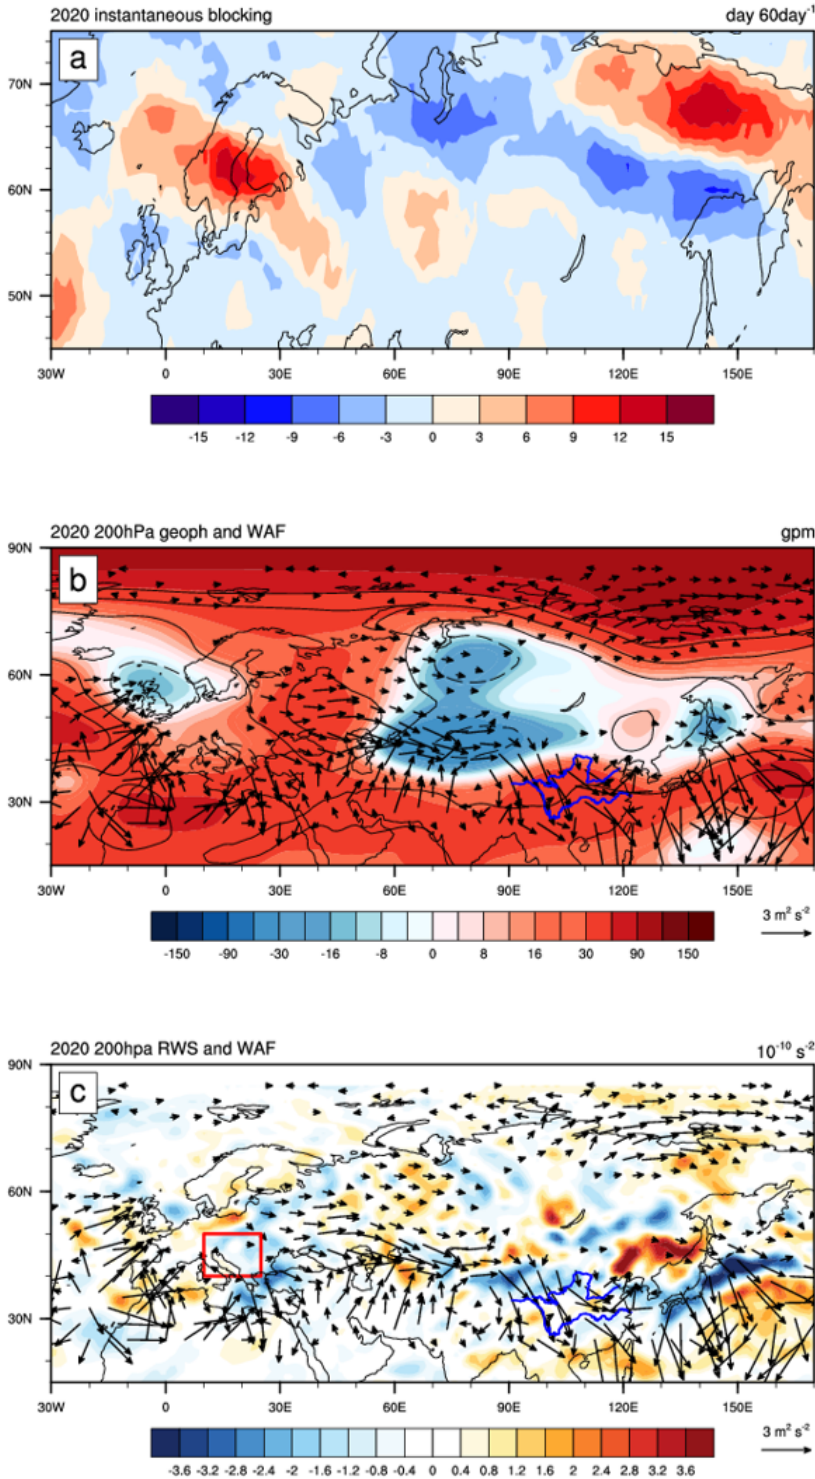 2020 instantaneous blocking day 60day⁻¹
a
70N
60N
50N
30W 0 30E 60E 90E 120E 150E
-15 -12 -9 -6 -3 0 3 6 9 12 15
2020 200hPa geoph and WAF gpm
90N
b
60N
30N
30W 0 30E 60E 90E 120E 150E
-150 -90 -30 -16 -8 0 8 16 30 90 150
3 m² s⁻²
2020 200hpa RWS and WAF 10⁻¹⁰ s⁻²
90N
c
60N
30N
30W 0 30E 60E 90E 120E 150E
-3.6 -3.2 -2.8 -2.4 -2 -1.6 -1.2 -0.8 -0.4 0 0.4 0.8 1.2 1.6 2 2.4 2.8 3.2 3.6
3 m² s⁻²